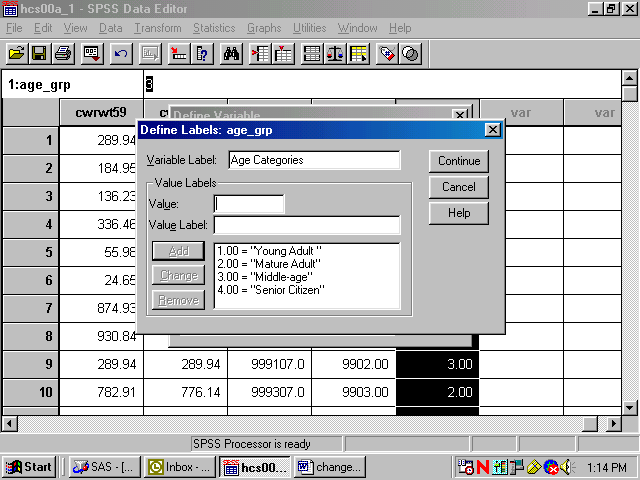 hcs00a_1 - SPSS Data Editor
File Edit View Data Transform Statistics Graphs Utilities Window Help
1:age_grp 3
cwrwt59 var var
Define Variable
Define Labels: age_grp
Variable Label: Age Categories
Continue
Value Labels
Cancel
Value:
Help
Value Label:
Add
Change
Remove
1.00 = "Young Adult "
2.00 = "Mature Adult"
3.00 = "Middle-age"
4.00 = "Senior Citizen"
1 289.94
2 184.95
3 136.23
4 336.46
5 55.98
6 24.65
7 874.93
8 930.84
9 289.94 289.94 999107.0 9902.00 3.00
10 782.91 776.14 999307.0 9903.00 2.00
SPSS Processor is ready
Start SAS - [... Inbox - ... hcs00... change... 1:14 PM